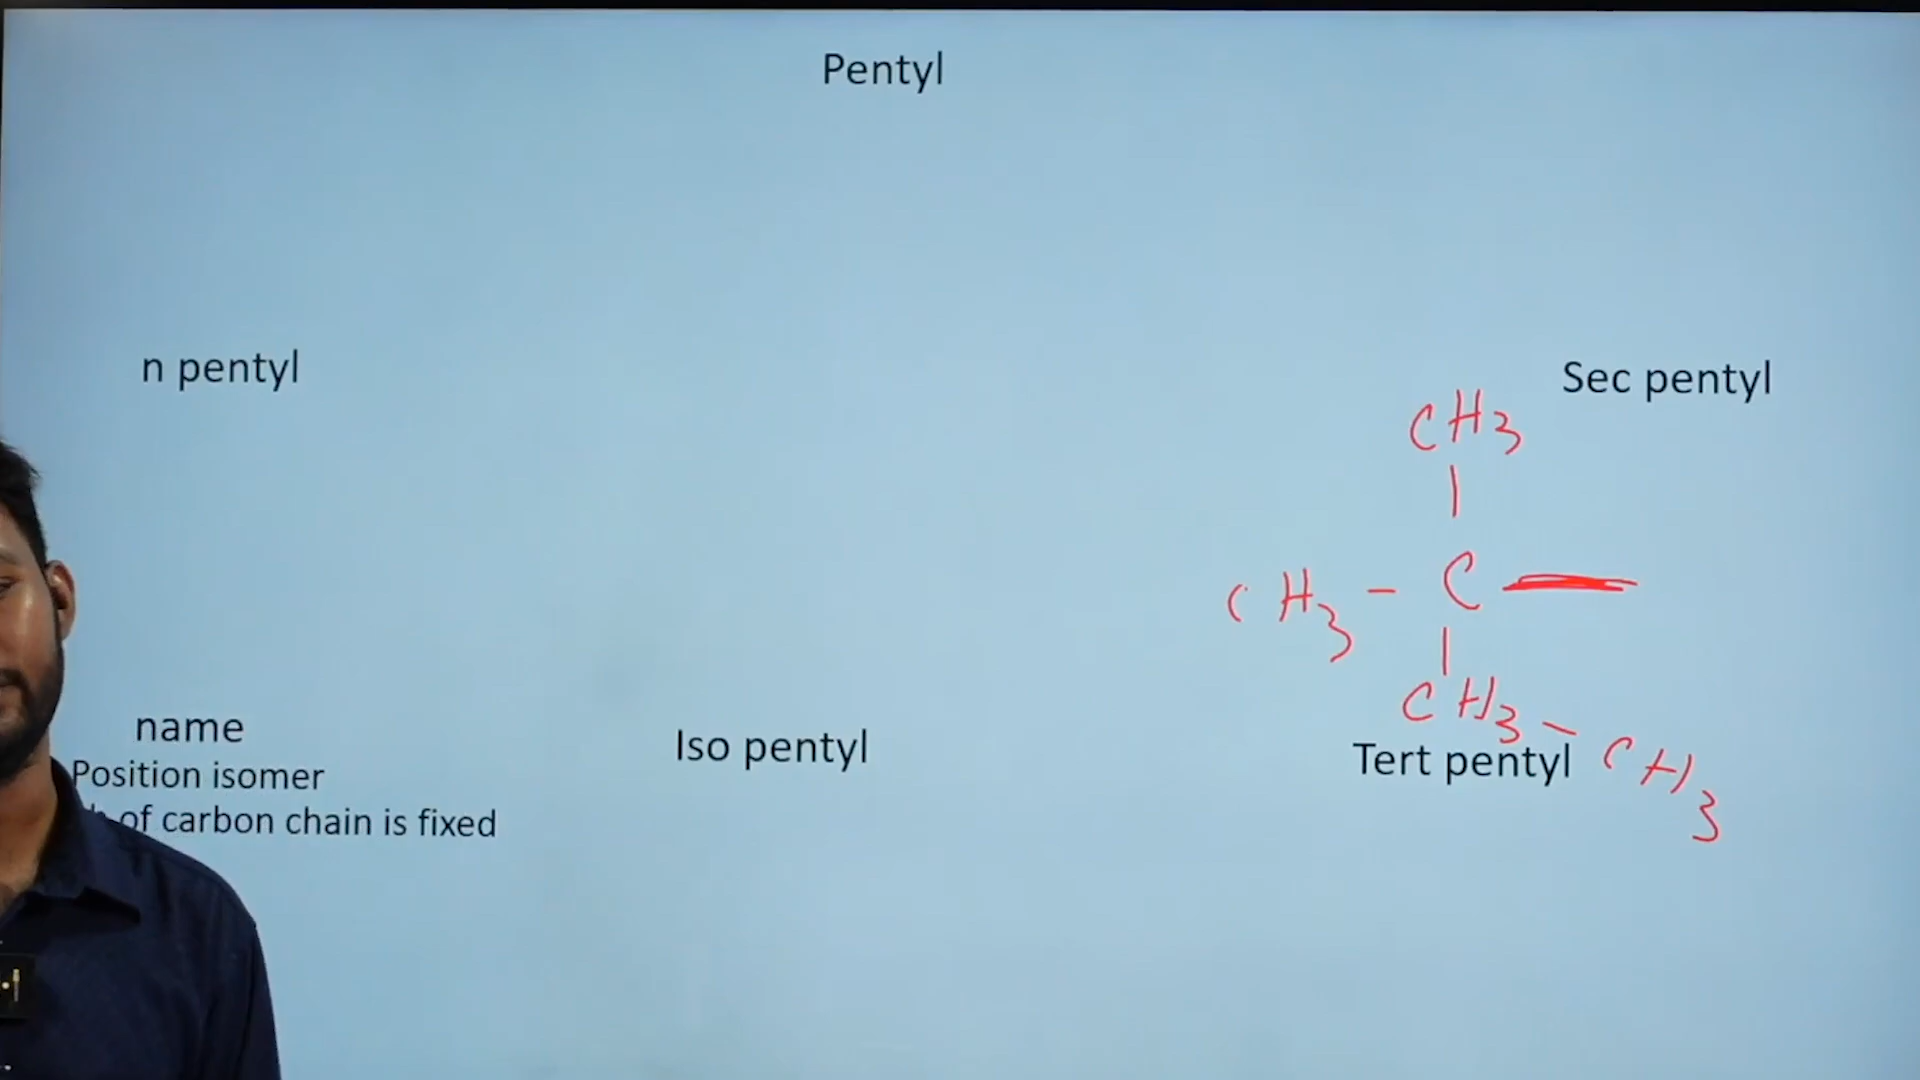 Pentyl
n pentyl
Sec pentyl
CH3
|
CH3 - C —
|
CH3 - CH3
name
Position isomer
of carbon chain is fixed
Iso pentyl
Tert pentyl